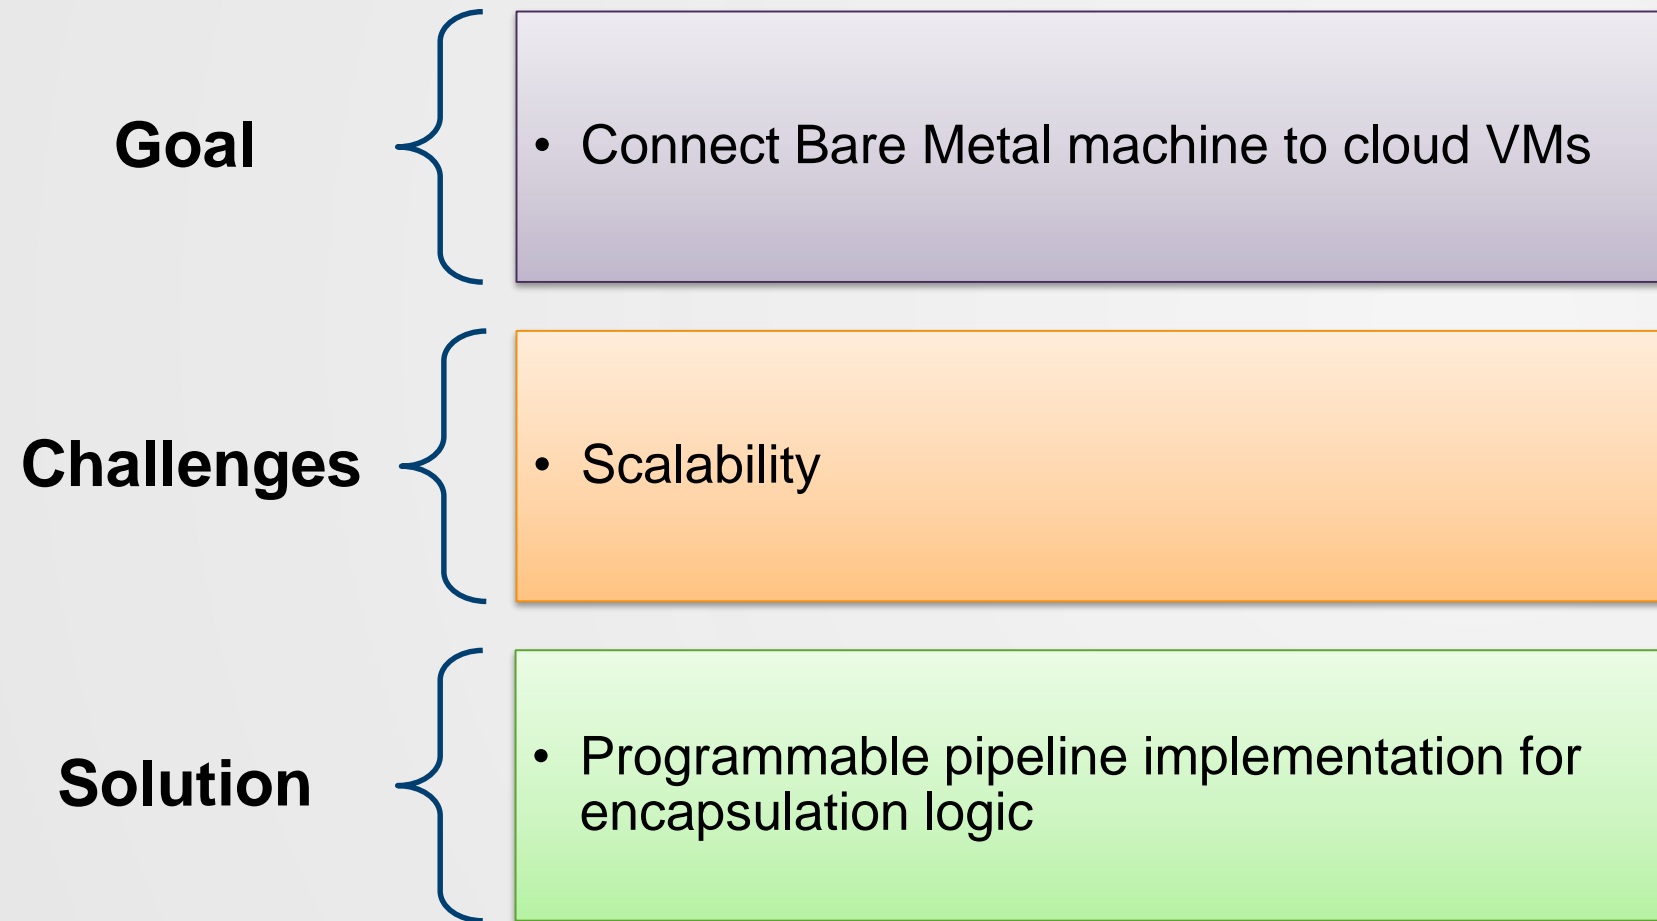 Goal
• Connect Bare Metal machine to cloud VMs
Challenges
• Scalability
Solution
• Programmable pipeline implementation for
encapsulation logic